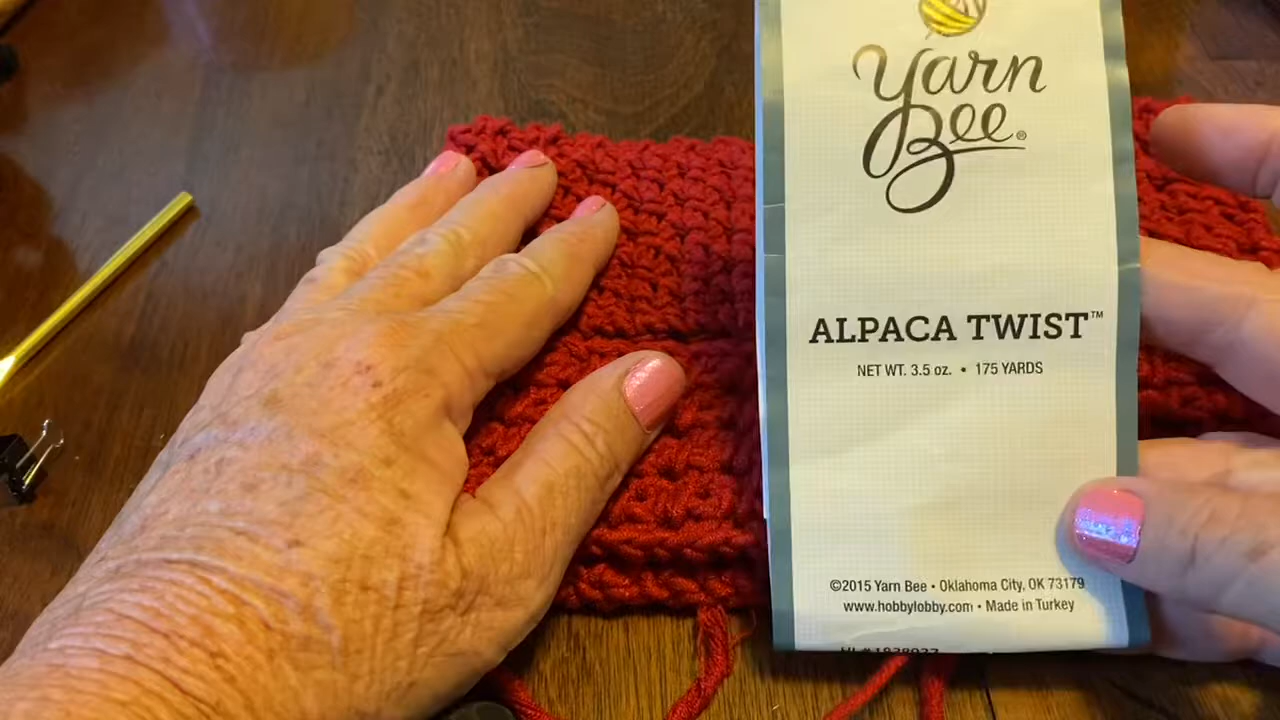 Yarn
Bee®
ALPACA TWIST™
NET WT. 3.5 oz. • 175 YARDS
©2015 Yarn Bee • Oklahoma City, OK 73179
www.hobbylobby.com • Made in Turkey